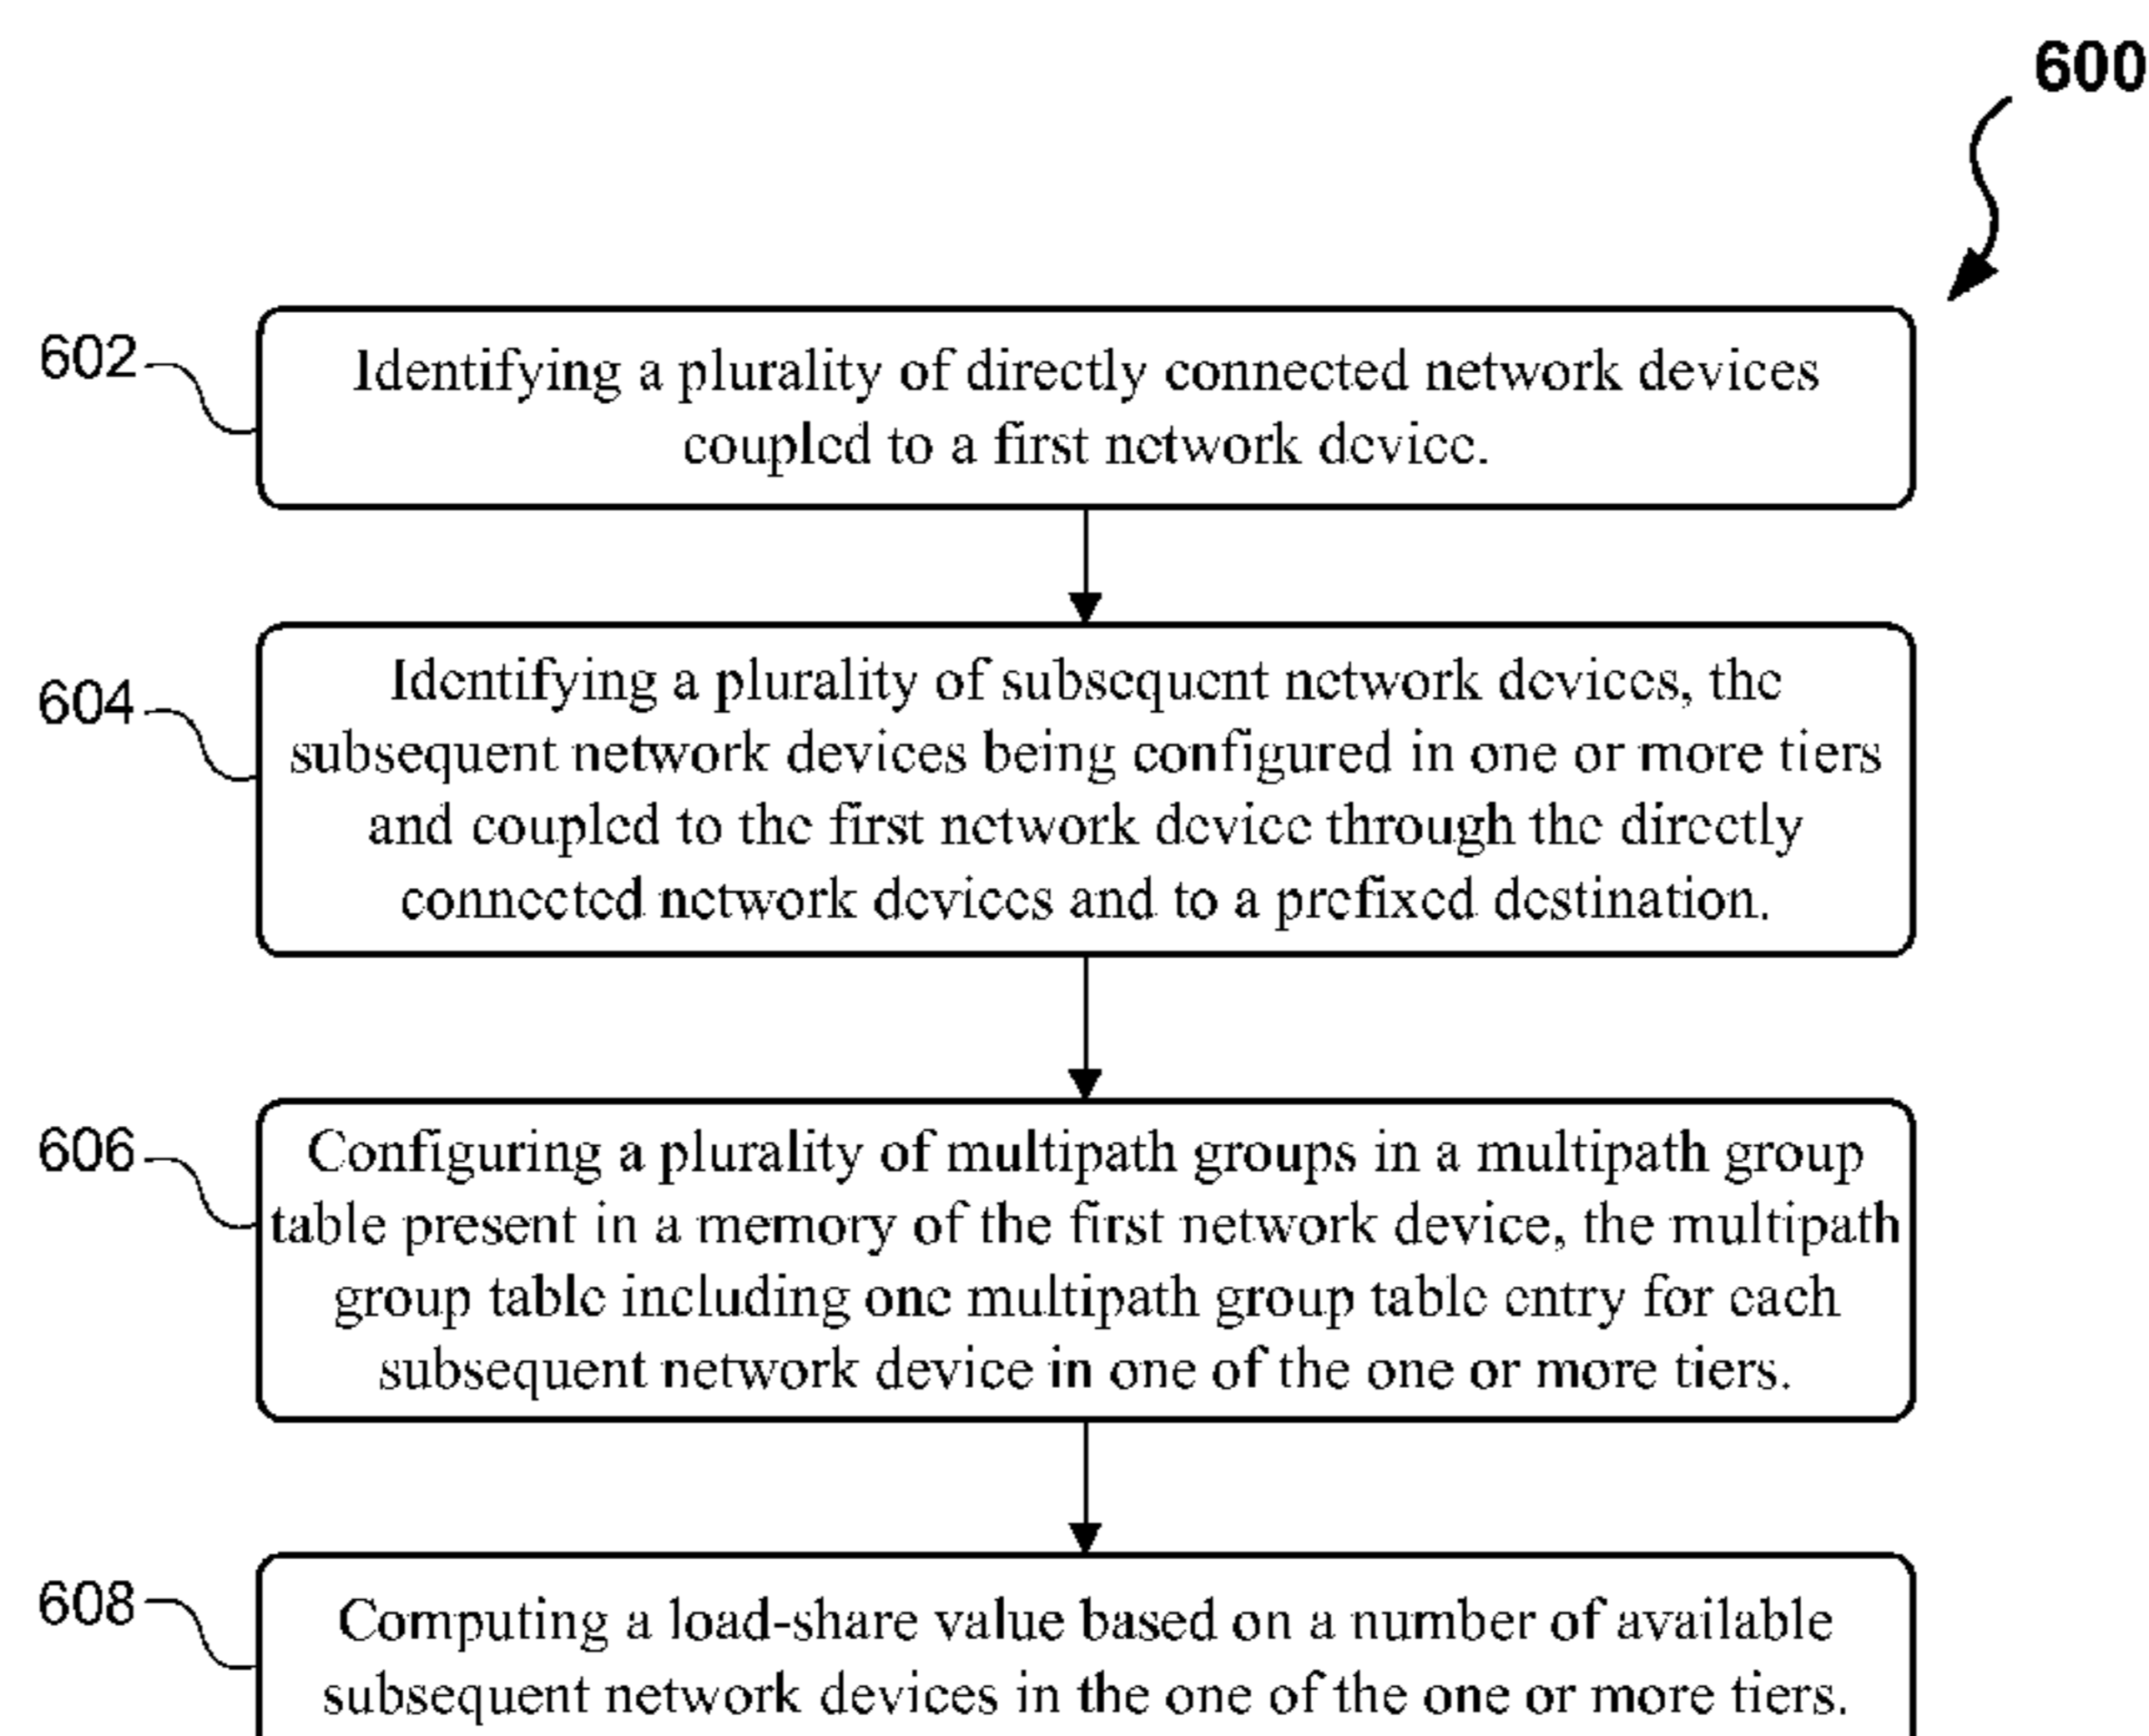 600
602
Identifying a plurality of directly connected network devices
coupled to a first network device.
604
Identifying a plurality of subsequent network devices, the
subsequent network devices being configured in one or more tiers
and coupled to the first network device through the directly
connected network devices and to a prefixed destination.
606
Configuring a plurality of multipath groups in a multipath group
table present in a memory of the first network device, the multipath
group table including one multipath group table entry for each
subsequent network device in one of the one or more tiers.
608
Computing a load-share value based on a number of available
subsequent network devices in the one of the one or more tiers.